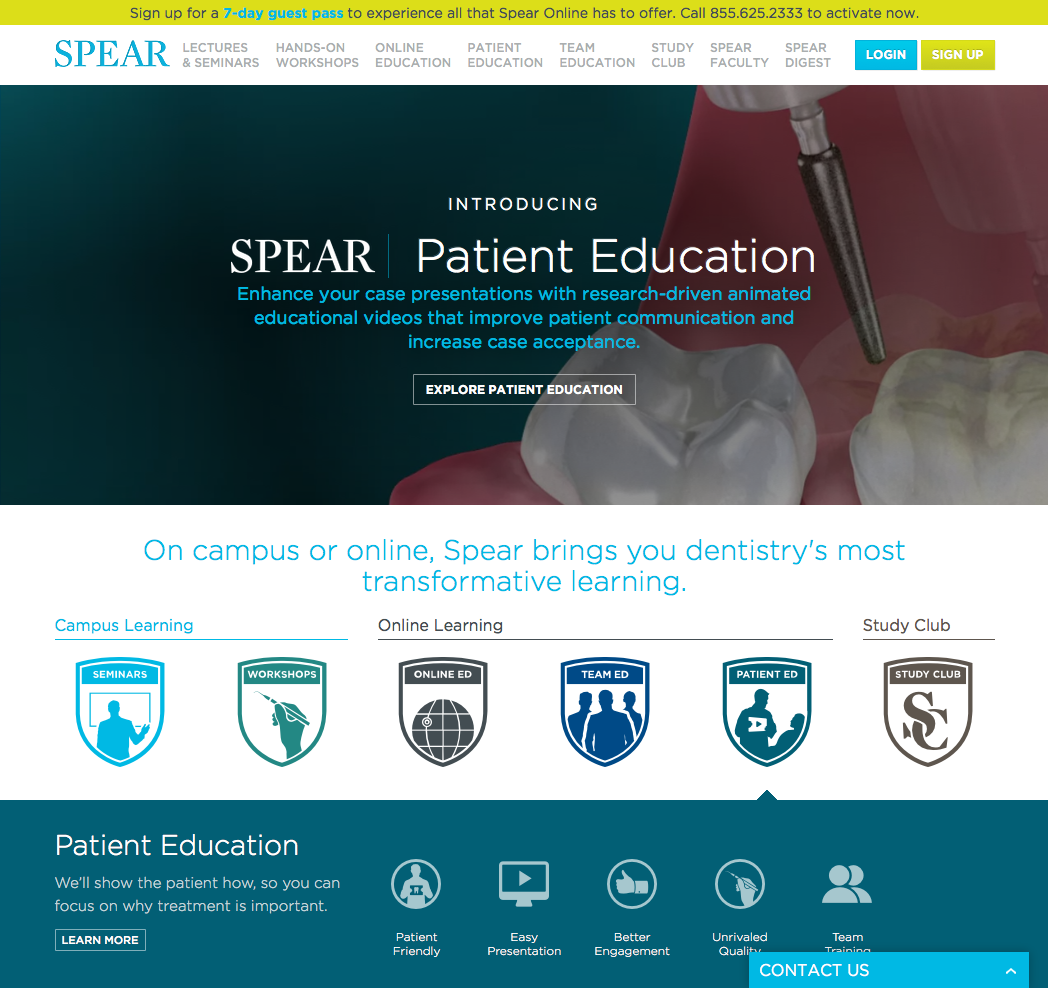 Sign up for a 7-day guest pass to experience all that Spear Online has to offer. Call 855.625.2333 to activate now.
SPEAR
LECTURES
& SEMINARS
HANDS-ON
WORKSHOPS
ONLINE
EDUCATION
PATIENT
EDUCATION
TEAM
EDUCATION
STUDY
CLUB
SPEAR
FACULTY
SPEAR
DIGEST
LOGIN
SIGN UP
INTRODUCING
SPEAR Patient Education
Enhance your case presentations with research-driven animated
educational videos that improve patient communication and
increase case acceptance.
EXPLORE PATIENT EDUCATION
On campus or online, Spear brings you dentistry's most
transformative learning.
Campus Learning
Online Learning
Study Club
SEMINARS
WORKSHOPS
ONLINE ED
TEAM ED
PATIENT ED
STUDY CLUB
SC
Patient Education
We'll show the patient how, so you can
focus on why treatment is important.
LEARN MORE
Patient
Friendly
Easy
Presentation
Better
Engagement
Unrivaled
Quality
Team
Training
CONTACT US